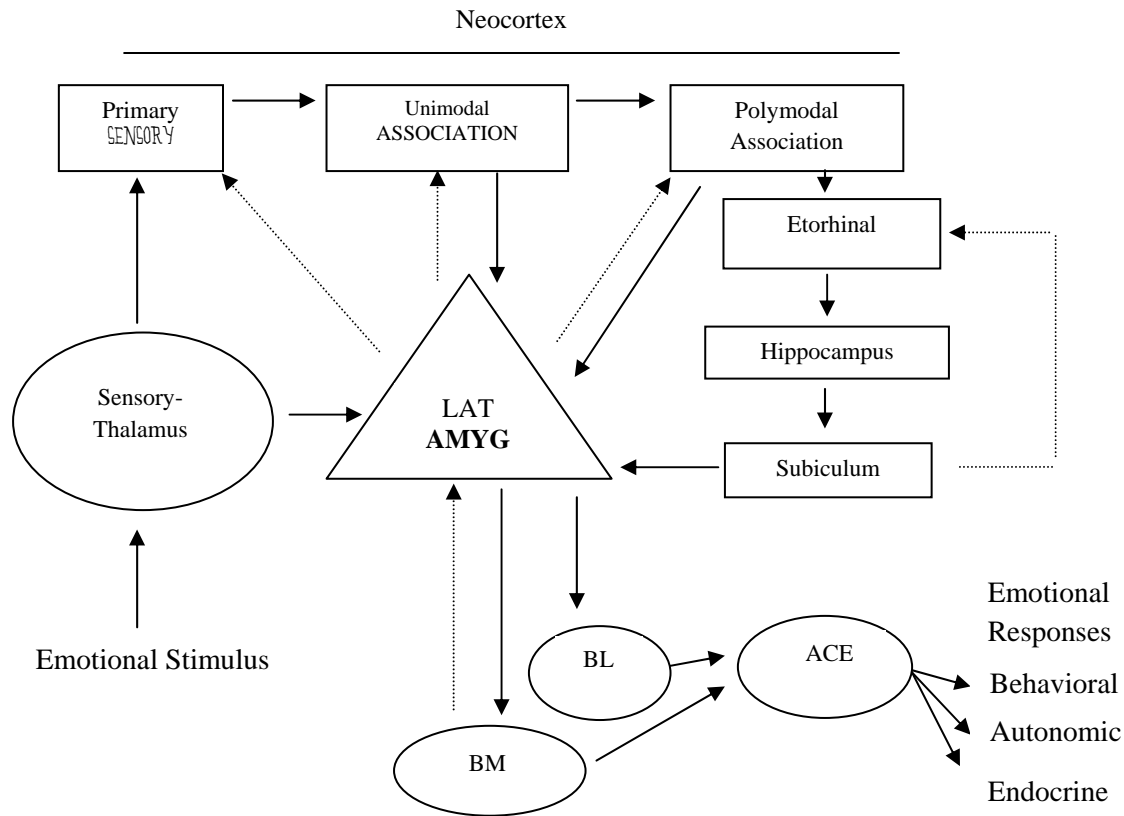 Neocortex
Primary
SENSORY
Unimodal
ASSOCIATION
Polymodal
Association
Etorhinal
Hippocampus
Sensory-
Thalamus
LAT
AMYG
Subiculum
Emotional Stimulus
BL
BM
ACE
Emotional
Responses
Behavioral
Autonomic
Endocrine